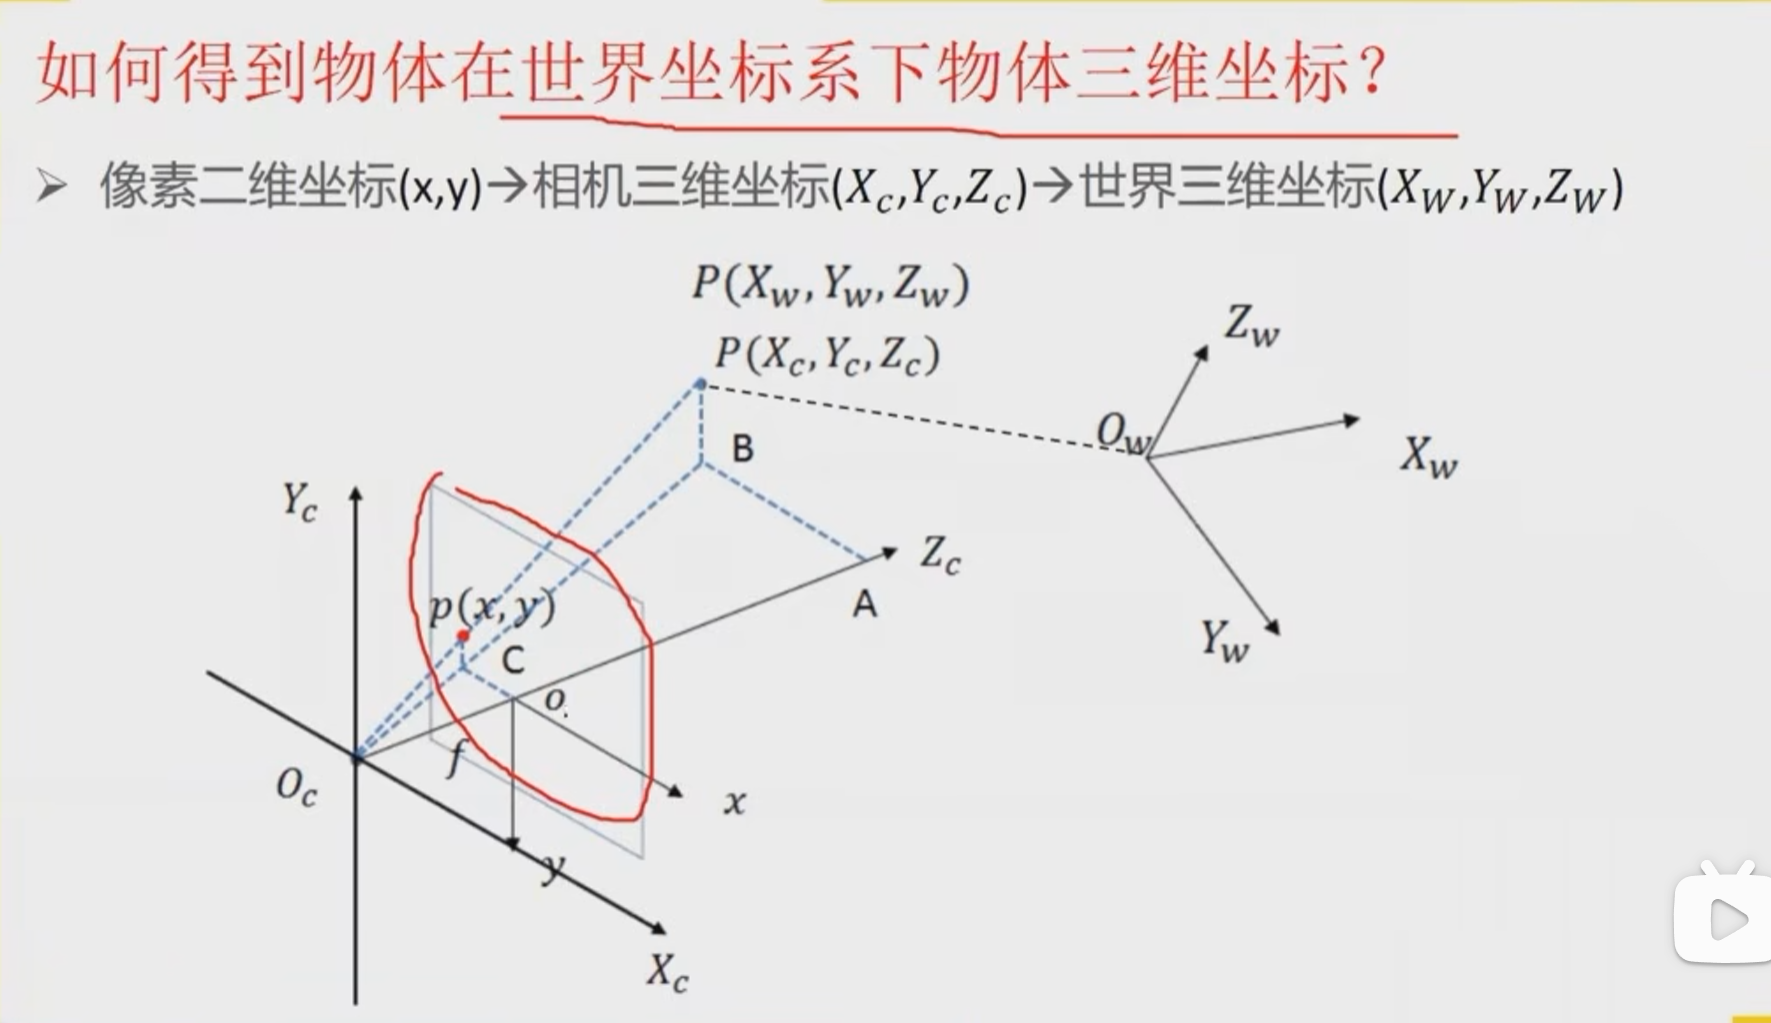 如何得到物体在世界坐标系下物体三维坐标?
➢ 像素二维坐标(x,y)→相机三维坐标(X_c,Y_c,Z_c)→世界三维坐标(X_W,Y_W,Z_W)
P(X_w, Y_w, Z_w)
P(X_c, Y_c, Z_c)
Z_w
O_w
B
X_w
Y_c
Z_c
A
p(x, y)
Y_w
C
o
f
O_c
x
y
X_c